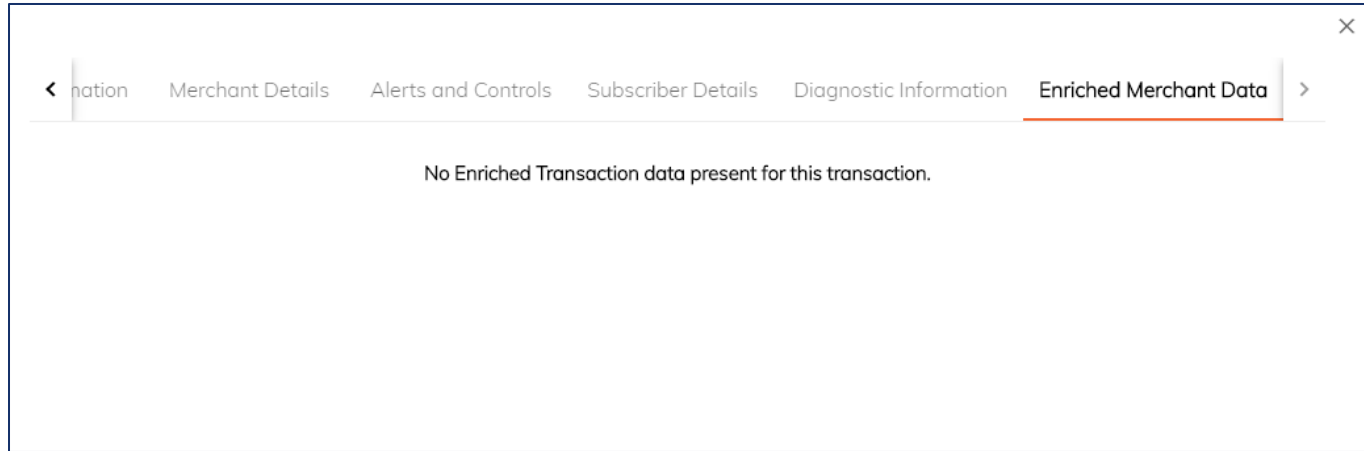 Merchant Details Alerts and Controls Subscriber Details Diagnostic Information Enriched Merchant Data
No Enriched Transaction data present for this transaction.